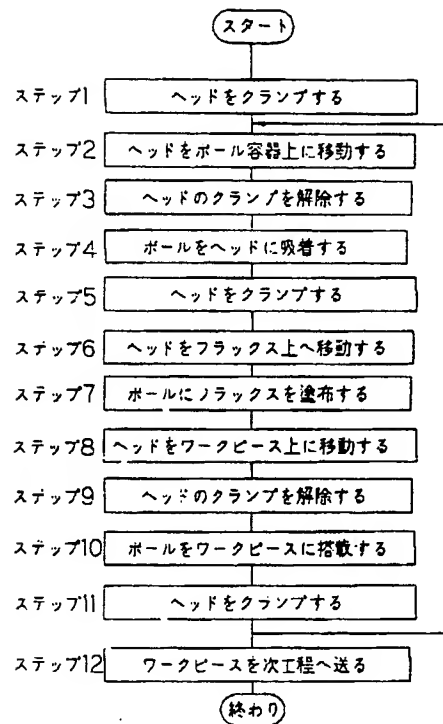 スタート
ステップ1 ヘッドをクランプする
ステップ2 ヘッドをボール容器上に移動する
ステップ3 ヘッドのクランプを解除する
ステップ4 ボールをヘッドに吸着する
ステップ5 ヘッドをクランプする
ステップ6 ヘッドをフラックス上へ移動する
ステップ7 ボールにフラックスを塗布する
ステップ8 ヘッドをワークピース上に移動する
ステップ9 ヘッドのクランプを解除する
ステップ10 ボールをワークピースに搭載する
ステップ11 ヘッドをクランプする
ステップ12 ワークピースを次工程へ送る
終わり